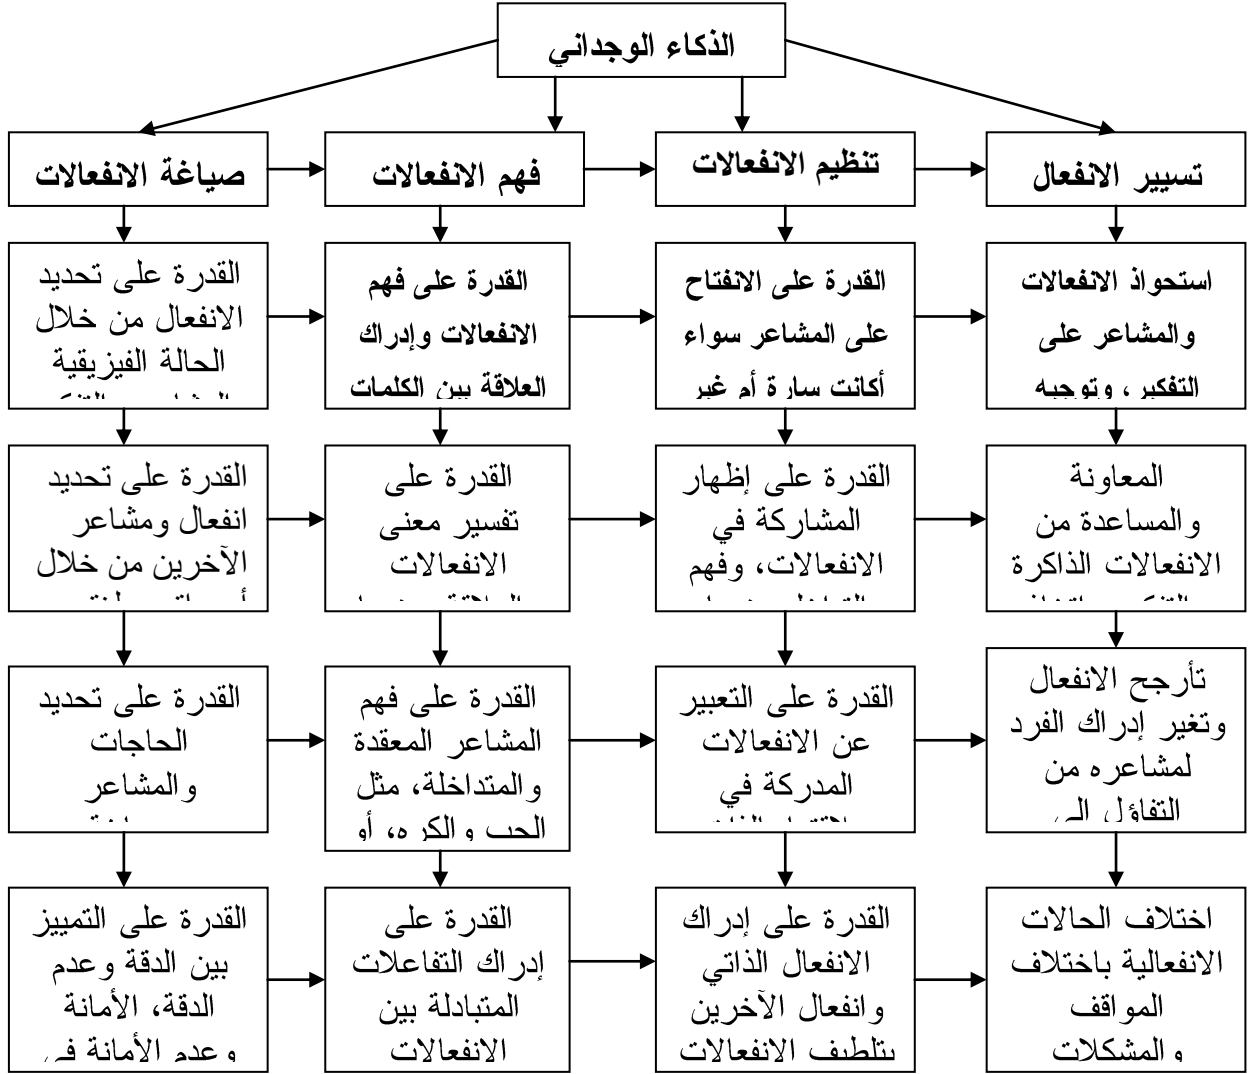 الذكاء الوجداني
تسيير الانفعال
تنظيم الانفعالات
فهم الانفعالات
صياغة الانفعالات
استحواذ الانفعالات
والمشاعر على
التفكير، وتوجيه
القدرة على الانفتاح
على المشاعر سواء
أكانت سارة أم غير
القدرة على فهم
الانفعالات وإدراك
العلاقة بين الكلمات
القدرة على تحديد
الانفعال من خلال
الحالة الفيزيقية
المعاونة
والمساعدة من
الانفعالات الذاكرة
القدرة على إظهار
المشاركة في
الانفعالات، وفهم
القدرة على
تفسير معنى
الانفعالات
القدرة على تحديد
انفعال ومشاعر
الآخرين من خلال
تأرجح الانفعال
وتغير إدراك الفرد
لمشاعره من
التفاؤل إلى
القدرة على التعبير
عن الانفعالات
المدركة في
القدرة على فهم
المشاعر المعقدة
والمتداخلة، مثل
الحب والكره، أو
القدرة على تحديد
الحاجات
والمشاعر
اختلاف الحالات
الانفعالية باختلاف
المواقف
والمشكلات
القدرة على إدراك
الانفعال الذاتي
وانفعال الآخرين
بتلطيف الانفعالات
القدرة على
إدراك التفاعلات
المتبادلة بين
الانفعالات
القدرة على التمييز
بين الدقة وعدم
الدقة، الأمانة
وعدم الأمانة في